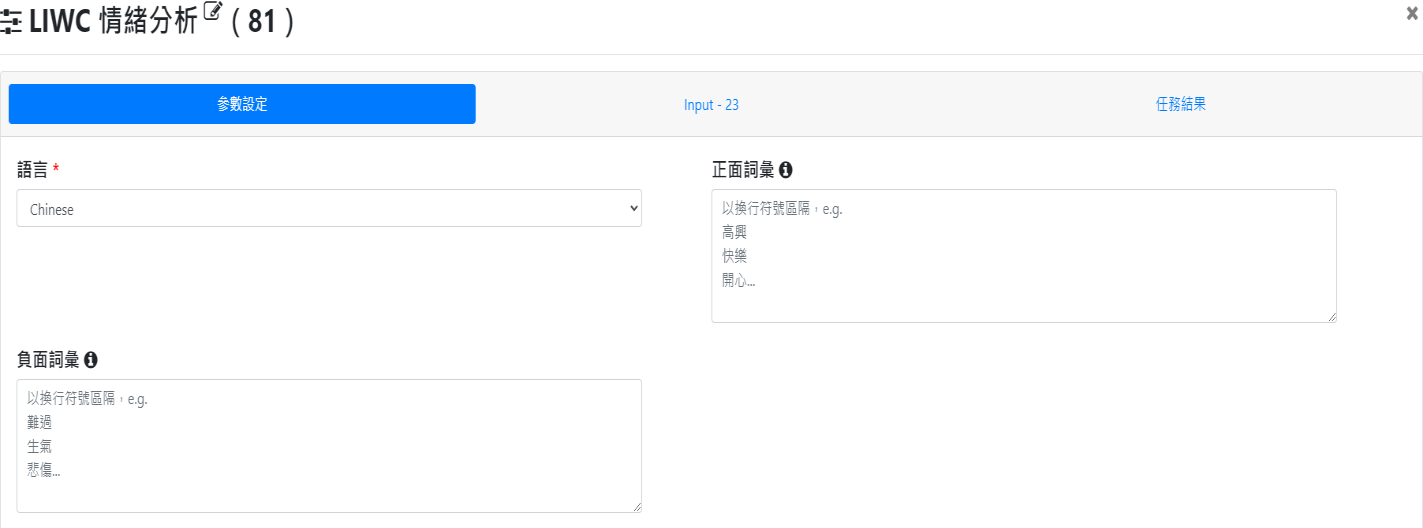 LIWC 情緒分析 ( 81 )
×
參數設定
Input - 23
任務結果
語言 *
Chinese
正面詞彙
以換行符號區隔，e.g.
高興
快樂
開心...
負面詞彙
以換行符號區隔，e.g.
難過
生氣
悲傷...